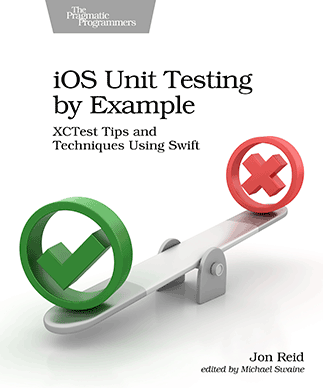 The
Pragmatic
Programmers
iOS Unit Testing
by Example
XCTest Tips and
Techniques Using Swift
Jon Reid
edited by Michael Swaine